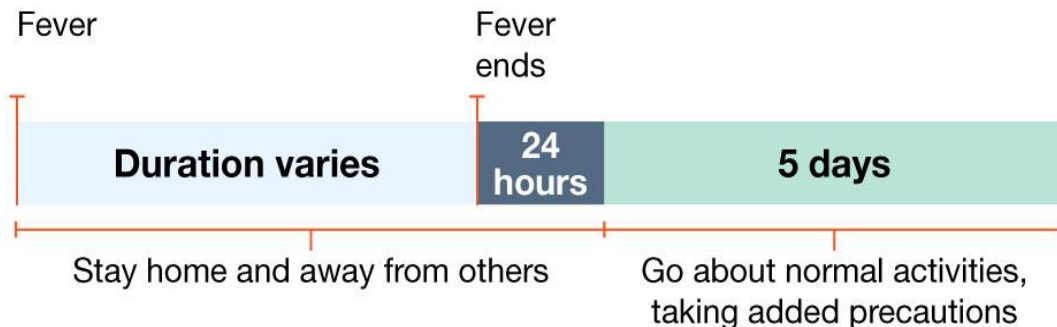 Fever
Fever
ends
Duration varies
24
hours
5 days
Stay home and away from others
Go about normal activities,
taking added precautions